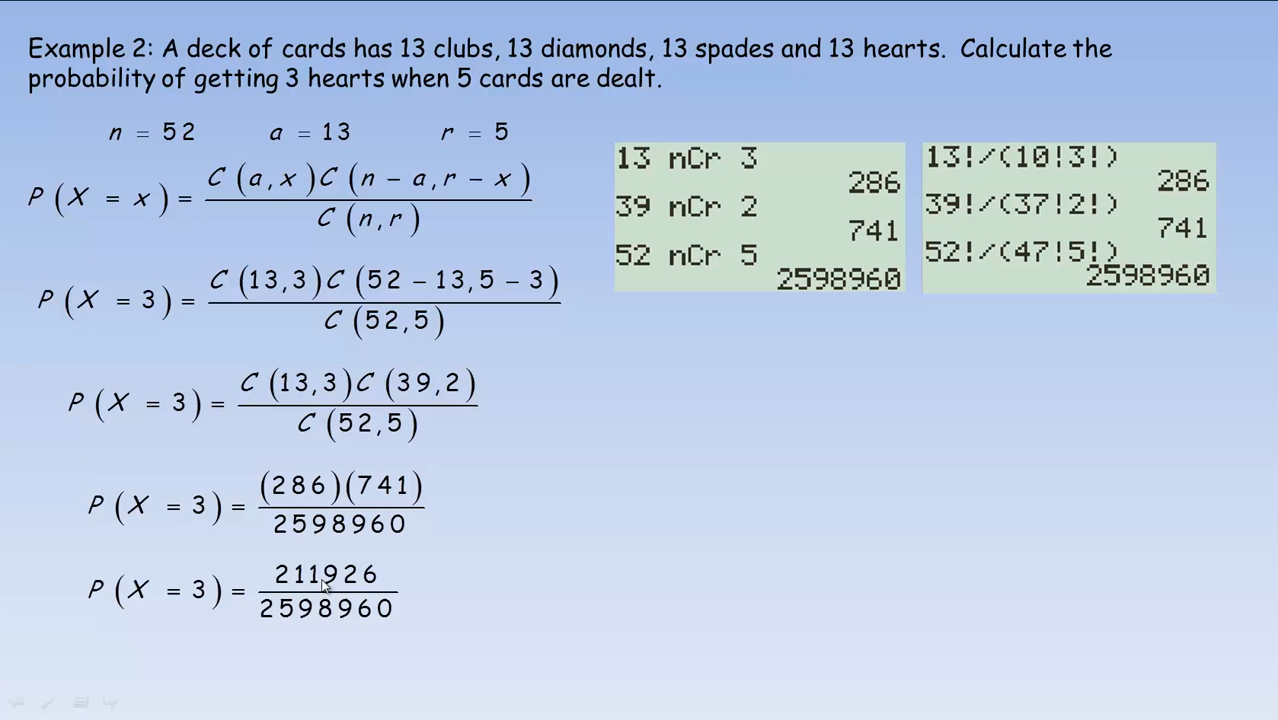 Example 2: A deck of cards has 13 clubs, 13 diamonds, 13 spades and 13 hearts. Calculate the
probability of getting 3 hearts when 5 cards are dealt.
n = 52 a = 13 r = 5
P(X = x) = C(a,x)C(n − a,r − x)
C(n,r)
P(X = 3) = C(13,3)C(52 − 13,5 − 3)
C(52,5)
P(X = 3) = C(13,3)C(39,2)
C(52,5)
P(X = 3) = (286)(741)
2598960
P(X = 3) = 211926
2598960
13 nCr 3
286
39 nCr 2
741
52 nCr 5
2598960
13!/(10!3!)
286
39!/(37!2!)
741
52!/(47!5!)
2598960